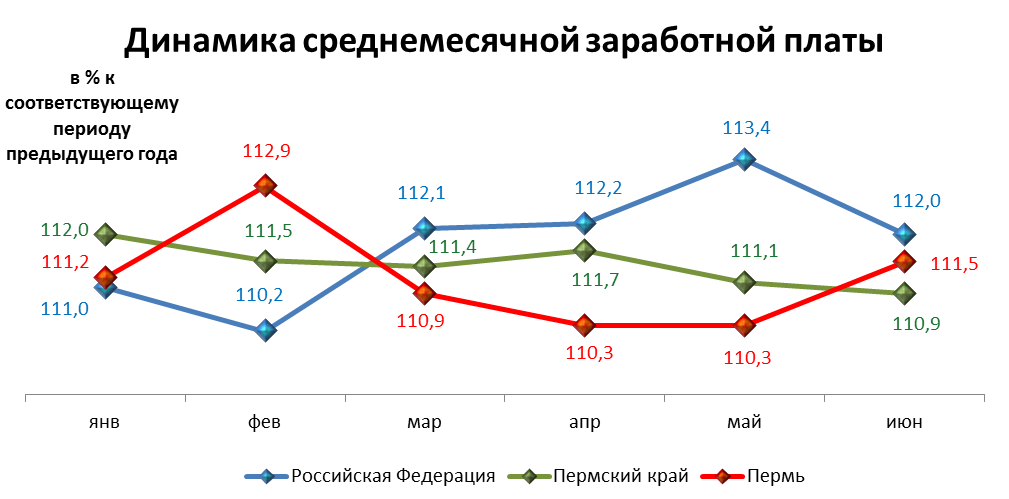 Динамика среднемесячной заработной платы
в % к
соответствующему
периоду
предыдущего года
113,4
112,9
112,1
112,2
112,0
112,0
111,5
111,4
111,1
111,2
111,5
111,7
111,0
110,2
110,9
110,9
110,3
110,3
янв фев мар апр май июн
Российская Федерация Пермский край Пермь